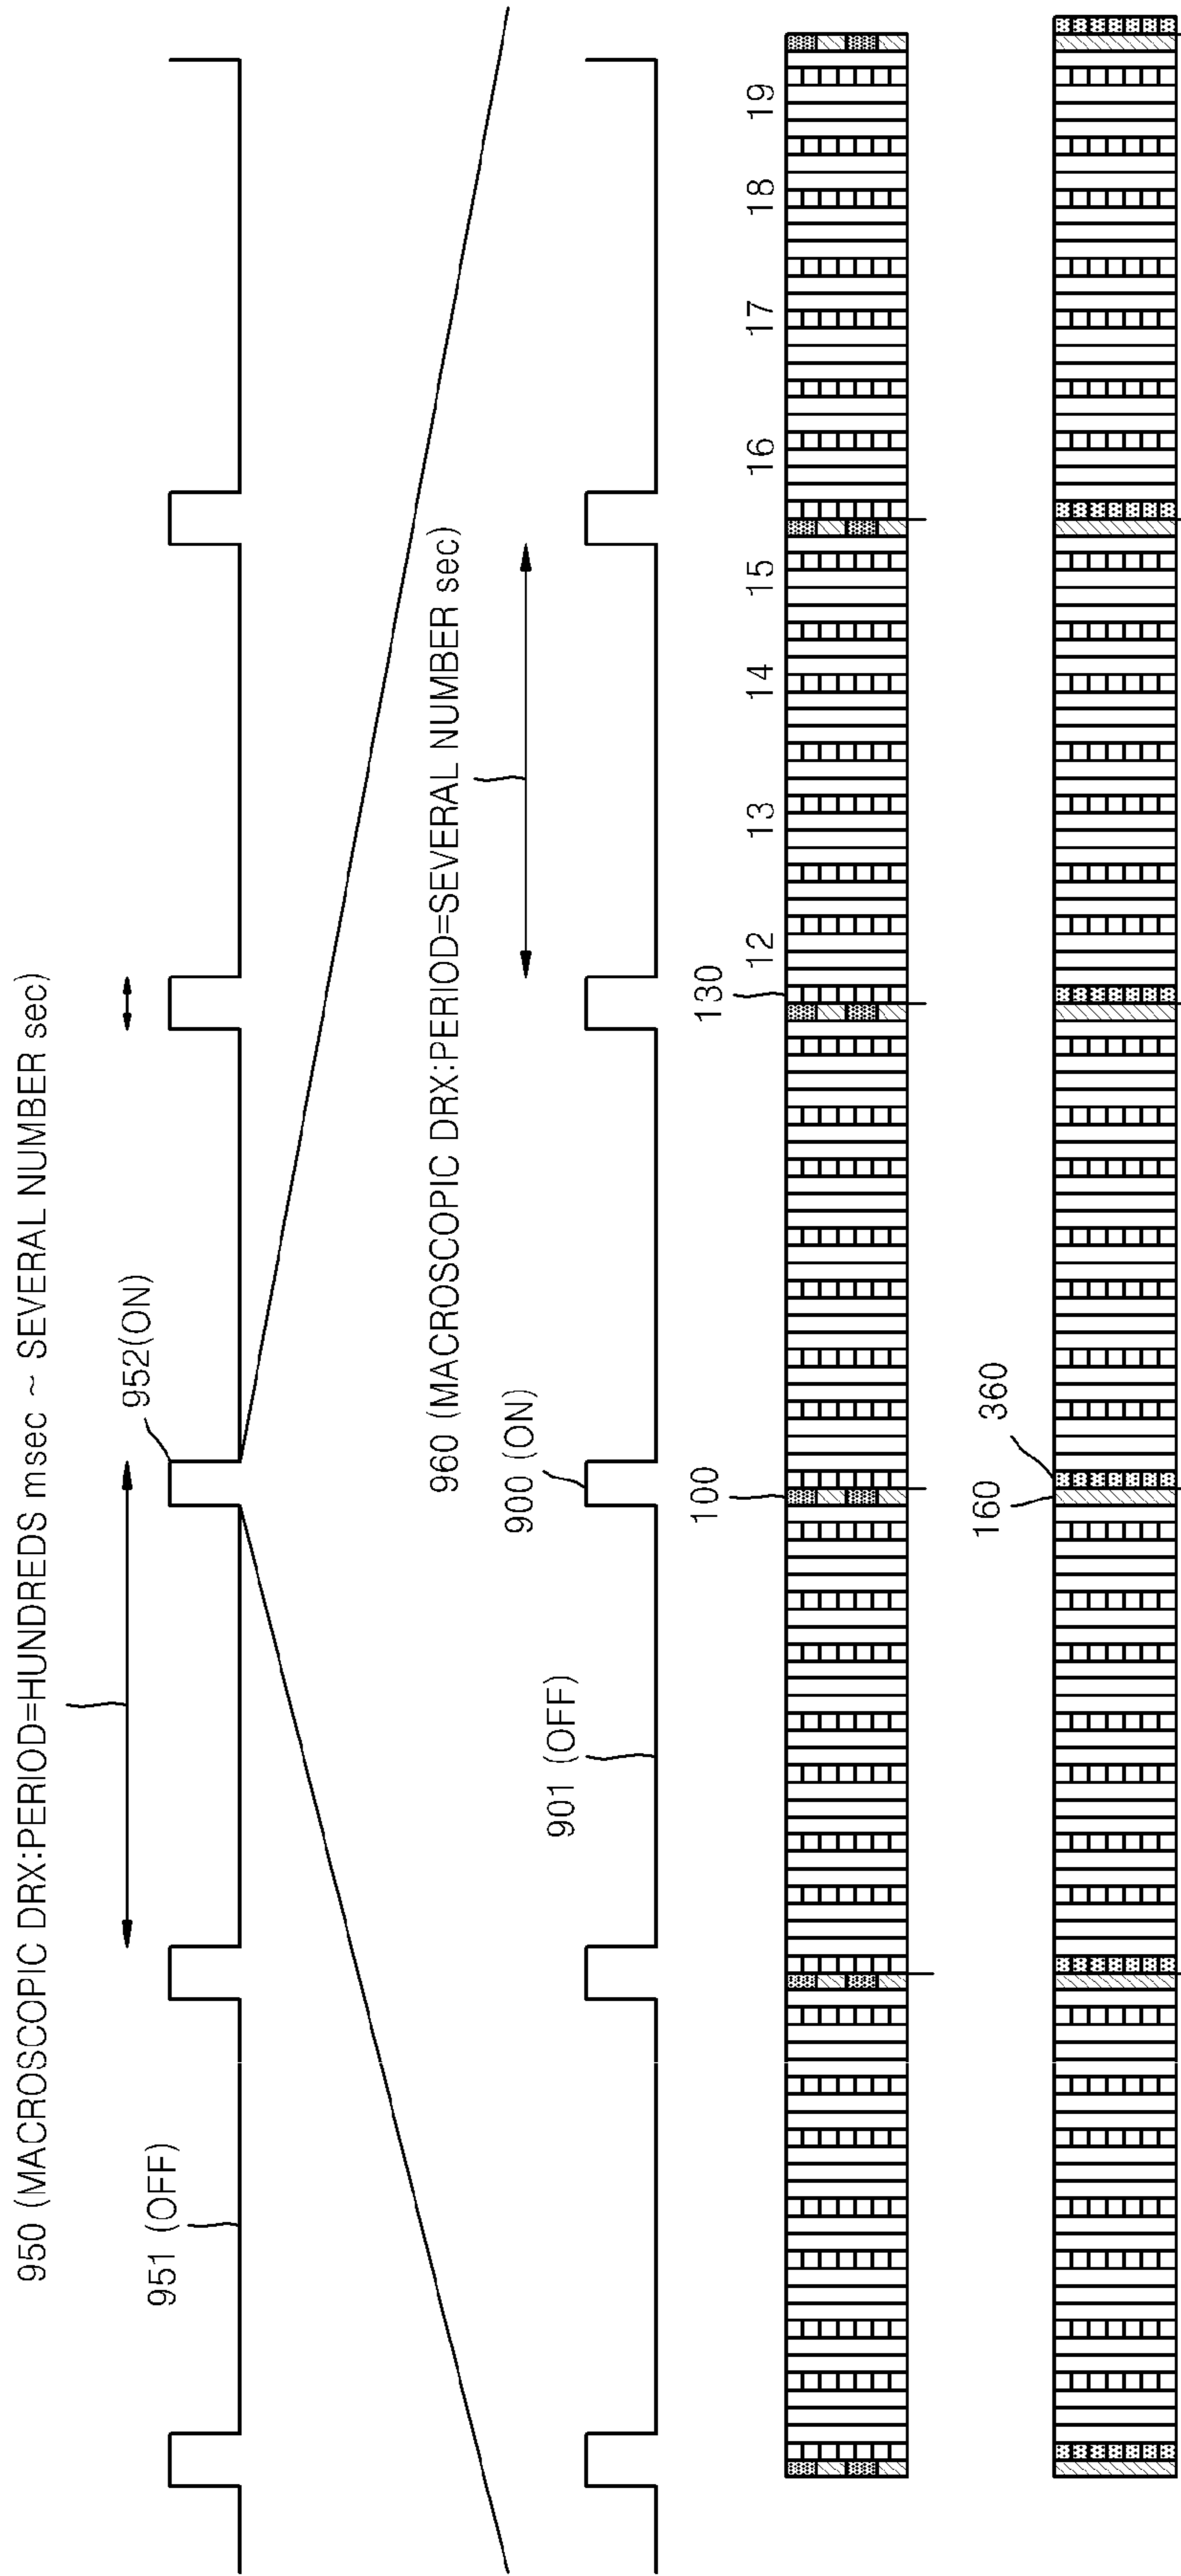 950 (MACROSCOPIC DRX:PERIOD=HUNDREDS msec ~ SEVERAL NUMBER sec)
951 (OFF)
952(ON)
960 (MACROSCOPIC DRX:PERIOD=SEVERAL NUMBER sec)
901 (OFF)
900 (ON)
100
130
12
13
14
15
16
17
18
19
160
360